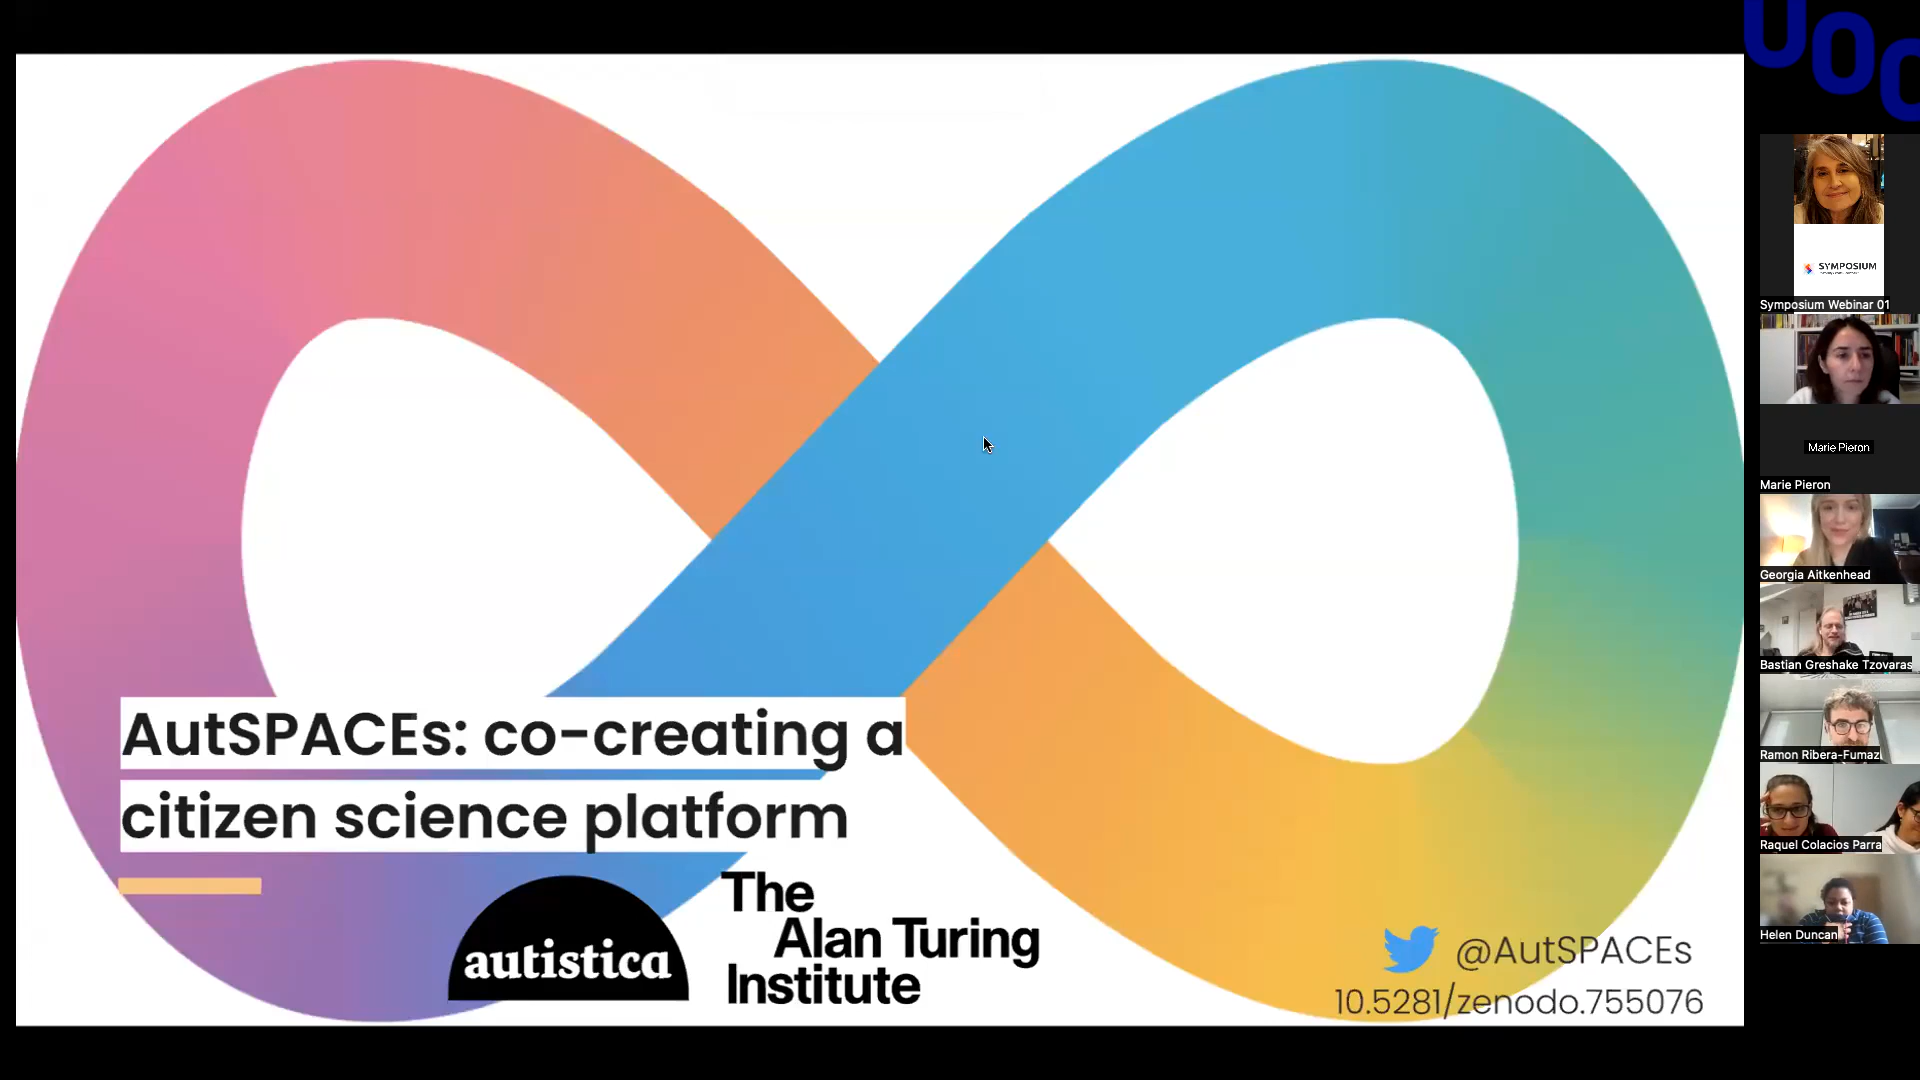 AutSPACEs: co-creating a
citizen science platform
autistica
The
Alan Turing
Institute
@AutSPACEs
10.5281/zenodo.755076
UOC
SYMPOSIUM
Symposium Webinar 01
Marie Pieron
Marie Pieron
Georgia Aitkenhead
Bastian Greshake Tzovaras
Ramon Ribera-Fumaz
Raquel Colacios Parra
Helen Duncan